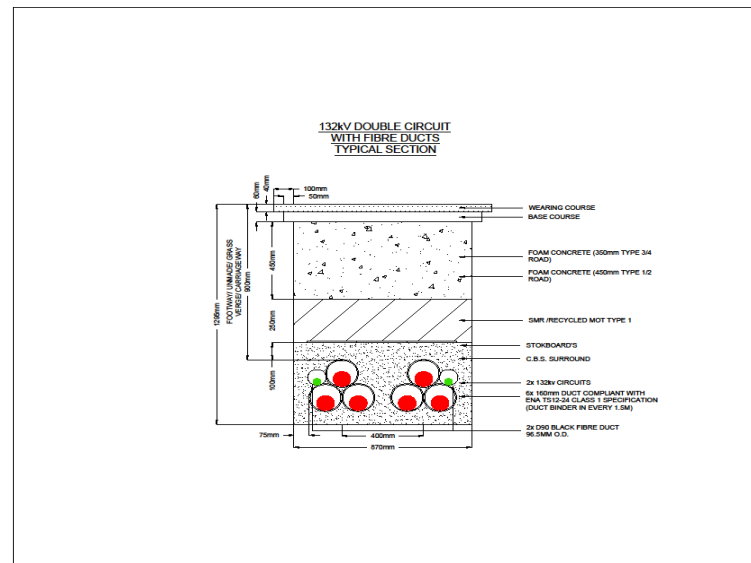 132kV DOUBLE CIRCUIT
WITH FIBRE DUCTS
TYPICAL SECTION
100mm
50mm
40mm
60mm
WEARING COURSE
BASE COURSE
FOAM CONCRETE (350mm TYPE 3/4
ROAD)
FOAM CONCRETE (450mm TYPE 1/2
ROAD)
SMR /RECYCLED MOT TYPE 1
STOKBOARD'S
C.B.S. SURROUND
2x 132kv CIRCUITS
6x 160mm DUCT COMPLIANT WITH
ENA TS12-24 CLASS 1 SPECIFICATION
(DUCT BINDER IN EVERY 1.5M)
2x D90 BLACK FIBRE DUCT
96.5MM O.D.
1295mm
FOOTWAY/ UNMADE/ GRASS
VERGE/ CARRIAGEWAY
900mm
450mm
250mm
100mm
75mm
400mm
870mm